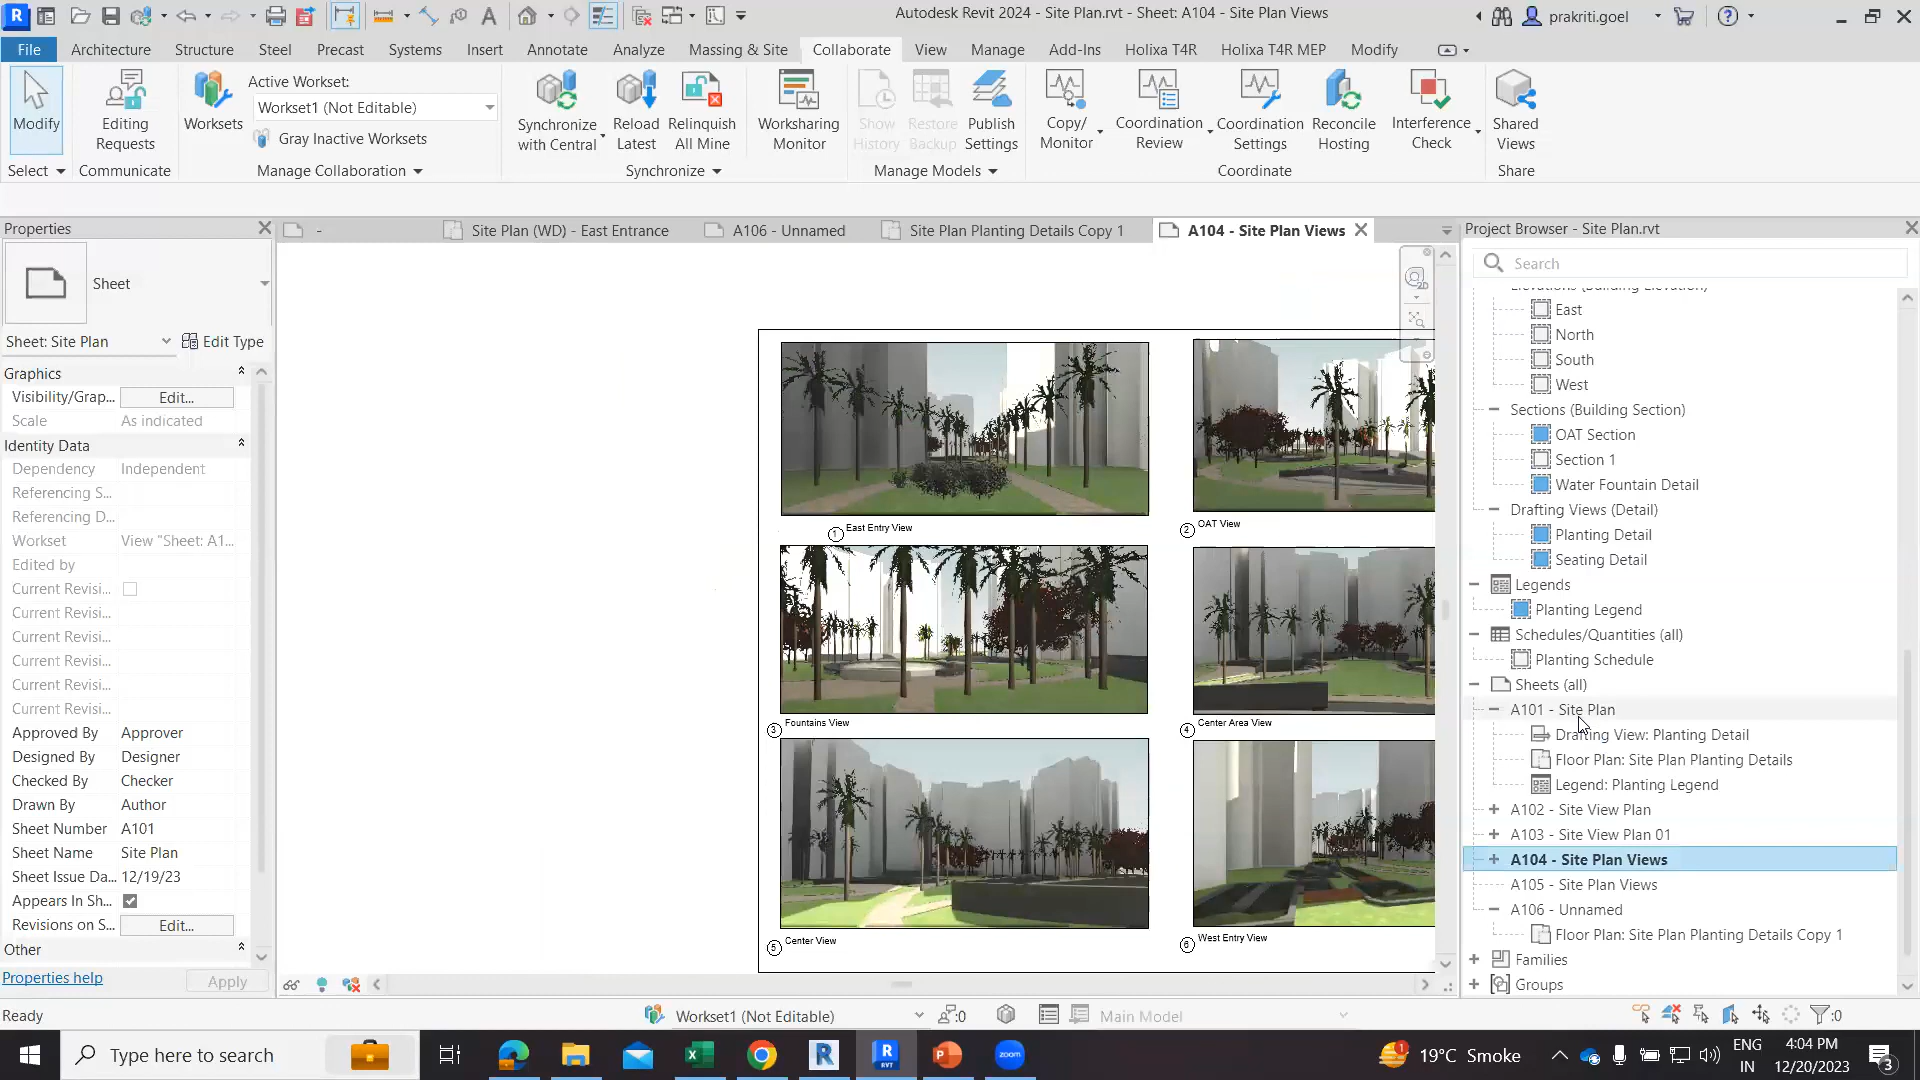 Autodesk Revit 2024 - Site Plan.rvt - Sheet: A104 - Site Plan Views
prakriti.goel
File Architecture Structure Steel Precast Systems Insert Annotate Analyze Massing & Site Collaborate View Manage Add-Ins Holixa T4R Holixa T4R MEP Modify
Modify
Select
Editing
Requests
Communicate
Worksets
Active Workset:
Workset1 (Not Editable)
Gray Inactive Worksets
Manage Collaboration
Synchronize
with Central
Reload
Latest
Relinquish
All Mine
Synchronize
Worksharing
Monitor
Show
History
Restore
Backup
Publish
Settings
Manage Models
Copy/
Monitor
Coordination
Review
Coordination
Settings
Reconcile
Hosting
Interference
Check
Coordinate
Shared
Views
Share
Properties
Sheet
Sheet: Site Plan
Edit Type
Graphics
Visibility/Grap... Edit...
Scale As indicated
Identity Data
Dependency Independent
Referencing S...
Referencing D...
Workset View "Sheet: A1...
Edited by
Current Revisi...
Current Revisi...
Current Revisi...
Current Revisi...
Current Revisi...
Current Revisi...
Approved By Approver
Designed By Designer
Checked By Checker
Drawn By Author
Sheet Number A101
Sheet Name Site Plan
Sheet Issue Da... 12/19/23
Appears In Sh...
Revisions on S... Edit...
Other
Properties help
Apply
- Site Plan (WD) - East Entrance A106 - Unnamed Site Plan Planting Details Copy 1 A104 - Site Plan Views
2D
1 East Entry View
2 OAT View
3 Fountains View
4 Center Area View
5 Center View
6 West Entry View
Project Browser - Site Plan.rvt
Search
Elevations (Building Elevation)
East
North
South
West
Sections (Building Section)
OAT Section
Section 1
Water Fountain Detail
Drafting Views (Detail)
Planting Detail
Seating Detail
Legends
Planting Legend
Schedules/Quantities (all)
Planting Schedule
Sheets (all)
A101 - Site Plan
Drafting View: Planting Detail
Floor Plan: Site Plan Planting Details
Legend: Planting Legend
A102 - Site View Plan
A103 - Site View Plan 01
A104 - Site Plan Views
A105 - Site Plan Views
A106 - Unnamed
Floor Plan: Site Plan Planting Details Copy 1
Families
Groups
Ready
Workset1 (Not Editable)
:0
Main Model
:0
Type here to search
zoom
1
19°C Smoke
ENG
IN
4:04 PM
12/20/2023
3